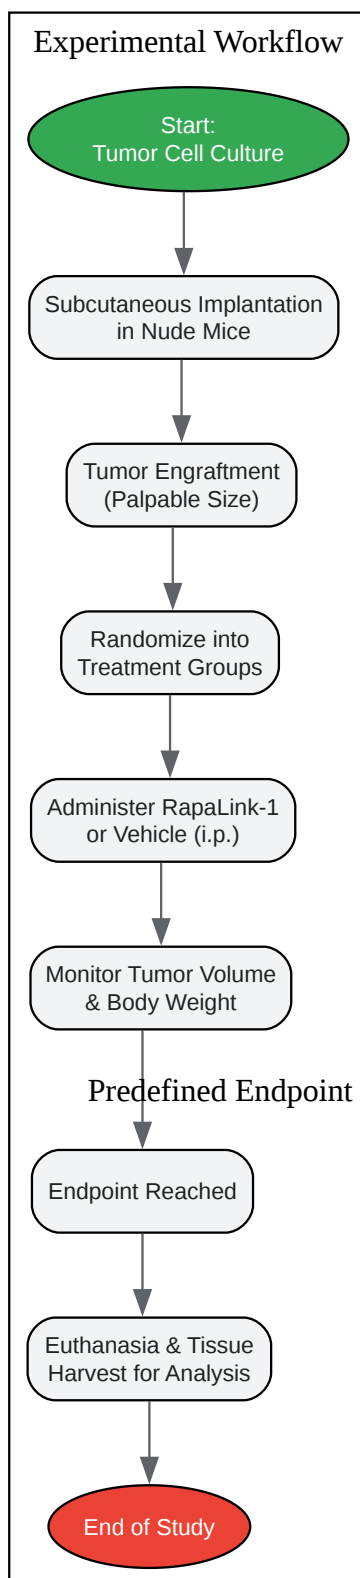 Experimental Workflow
Start:
Tumor Cell Culture
Subcutaneous Implantation
in Nude Mice
Tumor Engraftment
(Palpable Size)
Randomize into
Treatment Groups
Administer RapaLink-1
or Vehicle (i.p.)
Monitor Tumor Volume
& Body Weight
Predefined Endpoint
Endpoint Reached
Euthanasia & Tissue
Harvest for Analysis
End of Study